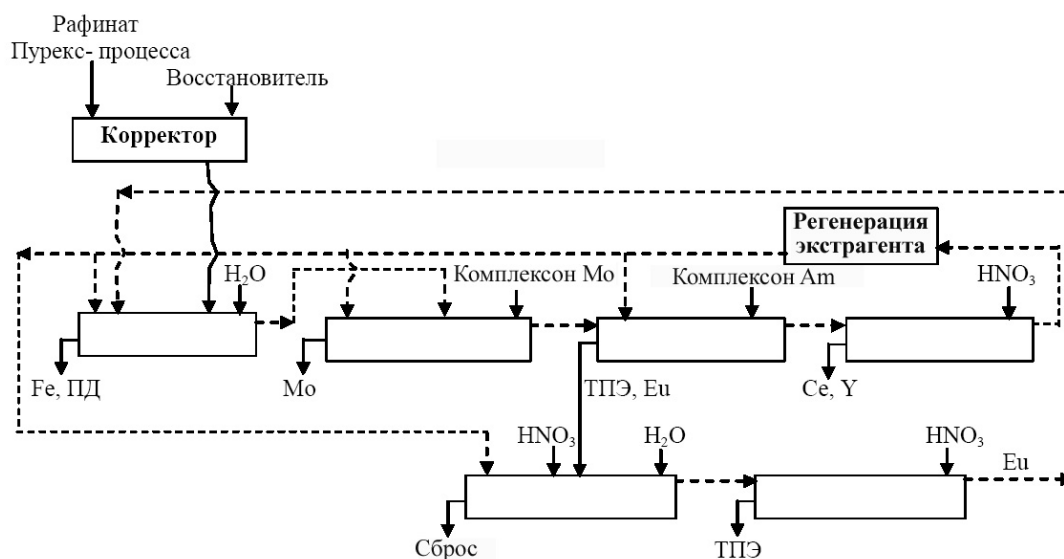 Рафинат
Пурекс- процесса
Восстановитель
Корректор
Регенерация
экстрагента
H₂O
Комплексон Mo
Комплексон Am
HNO₃
Fe, ПД
Mo
ТПЭ, Eu
Ce, Y
HNO₃
H₂O
HNO₃
Eu
Сброс
ТПЭ